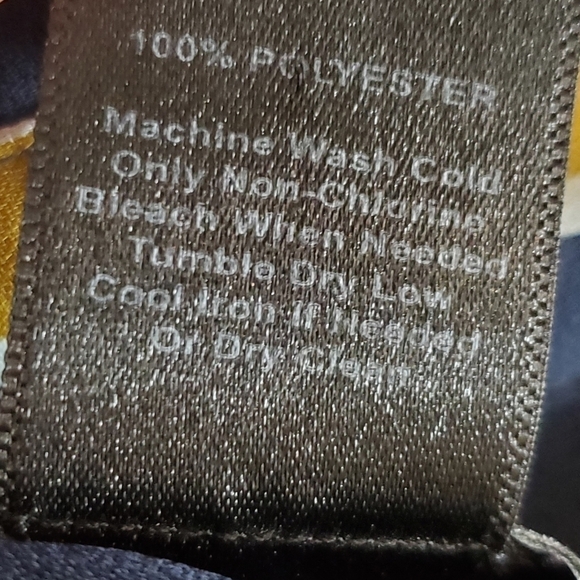 100% POLYESTER
Machine Wash Cold
Only Non-Chlorine
Bleach When Needed
Tumble Dry Low
Cool Iron If Needed
Or Dry Clean